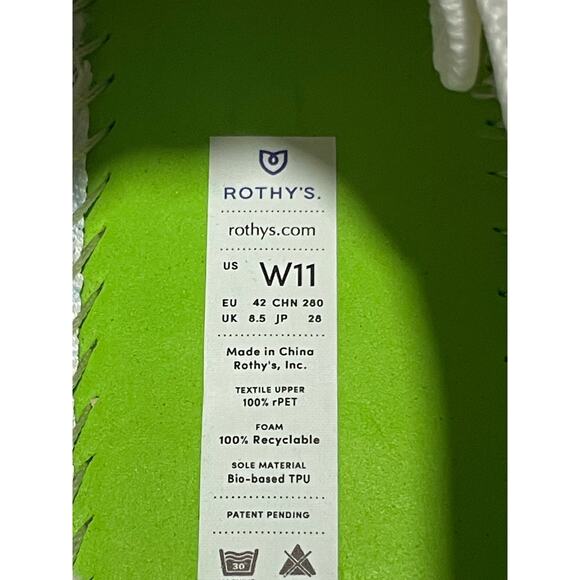 ROTHY'S.
rothys.com
US W11
EU 42 CHN 280
UK 8.5 JP 28
Made in China
Rothy's, Inc.
TEXTILE UPPER
100% rPET
FOAM
100% Recyclable
SOLE MATERIAL
Bio-based TPU
PATENT PENDING
30°